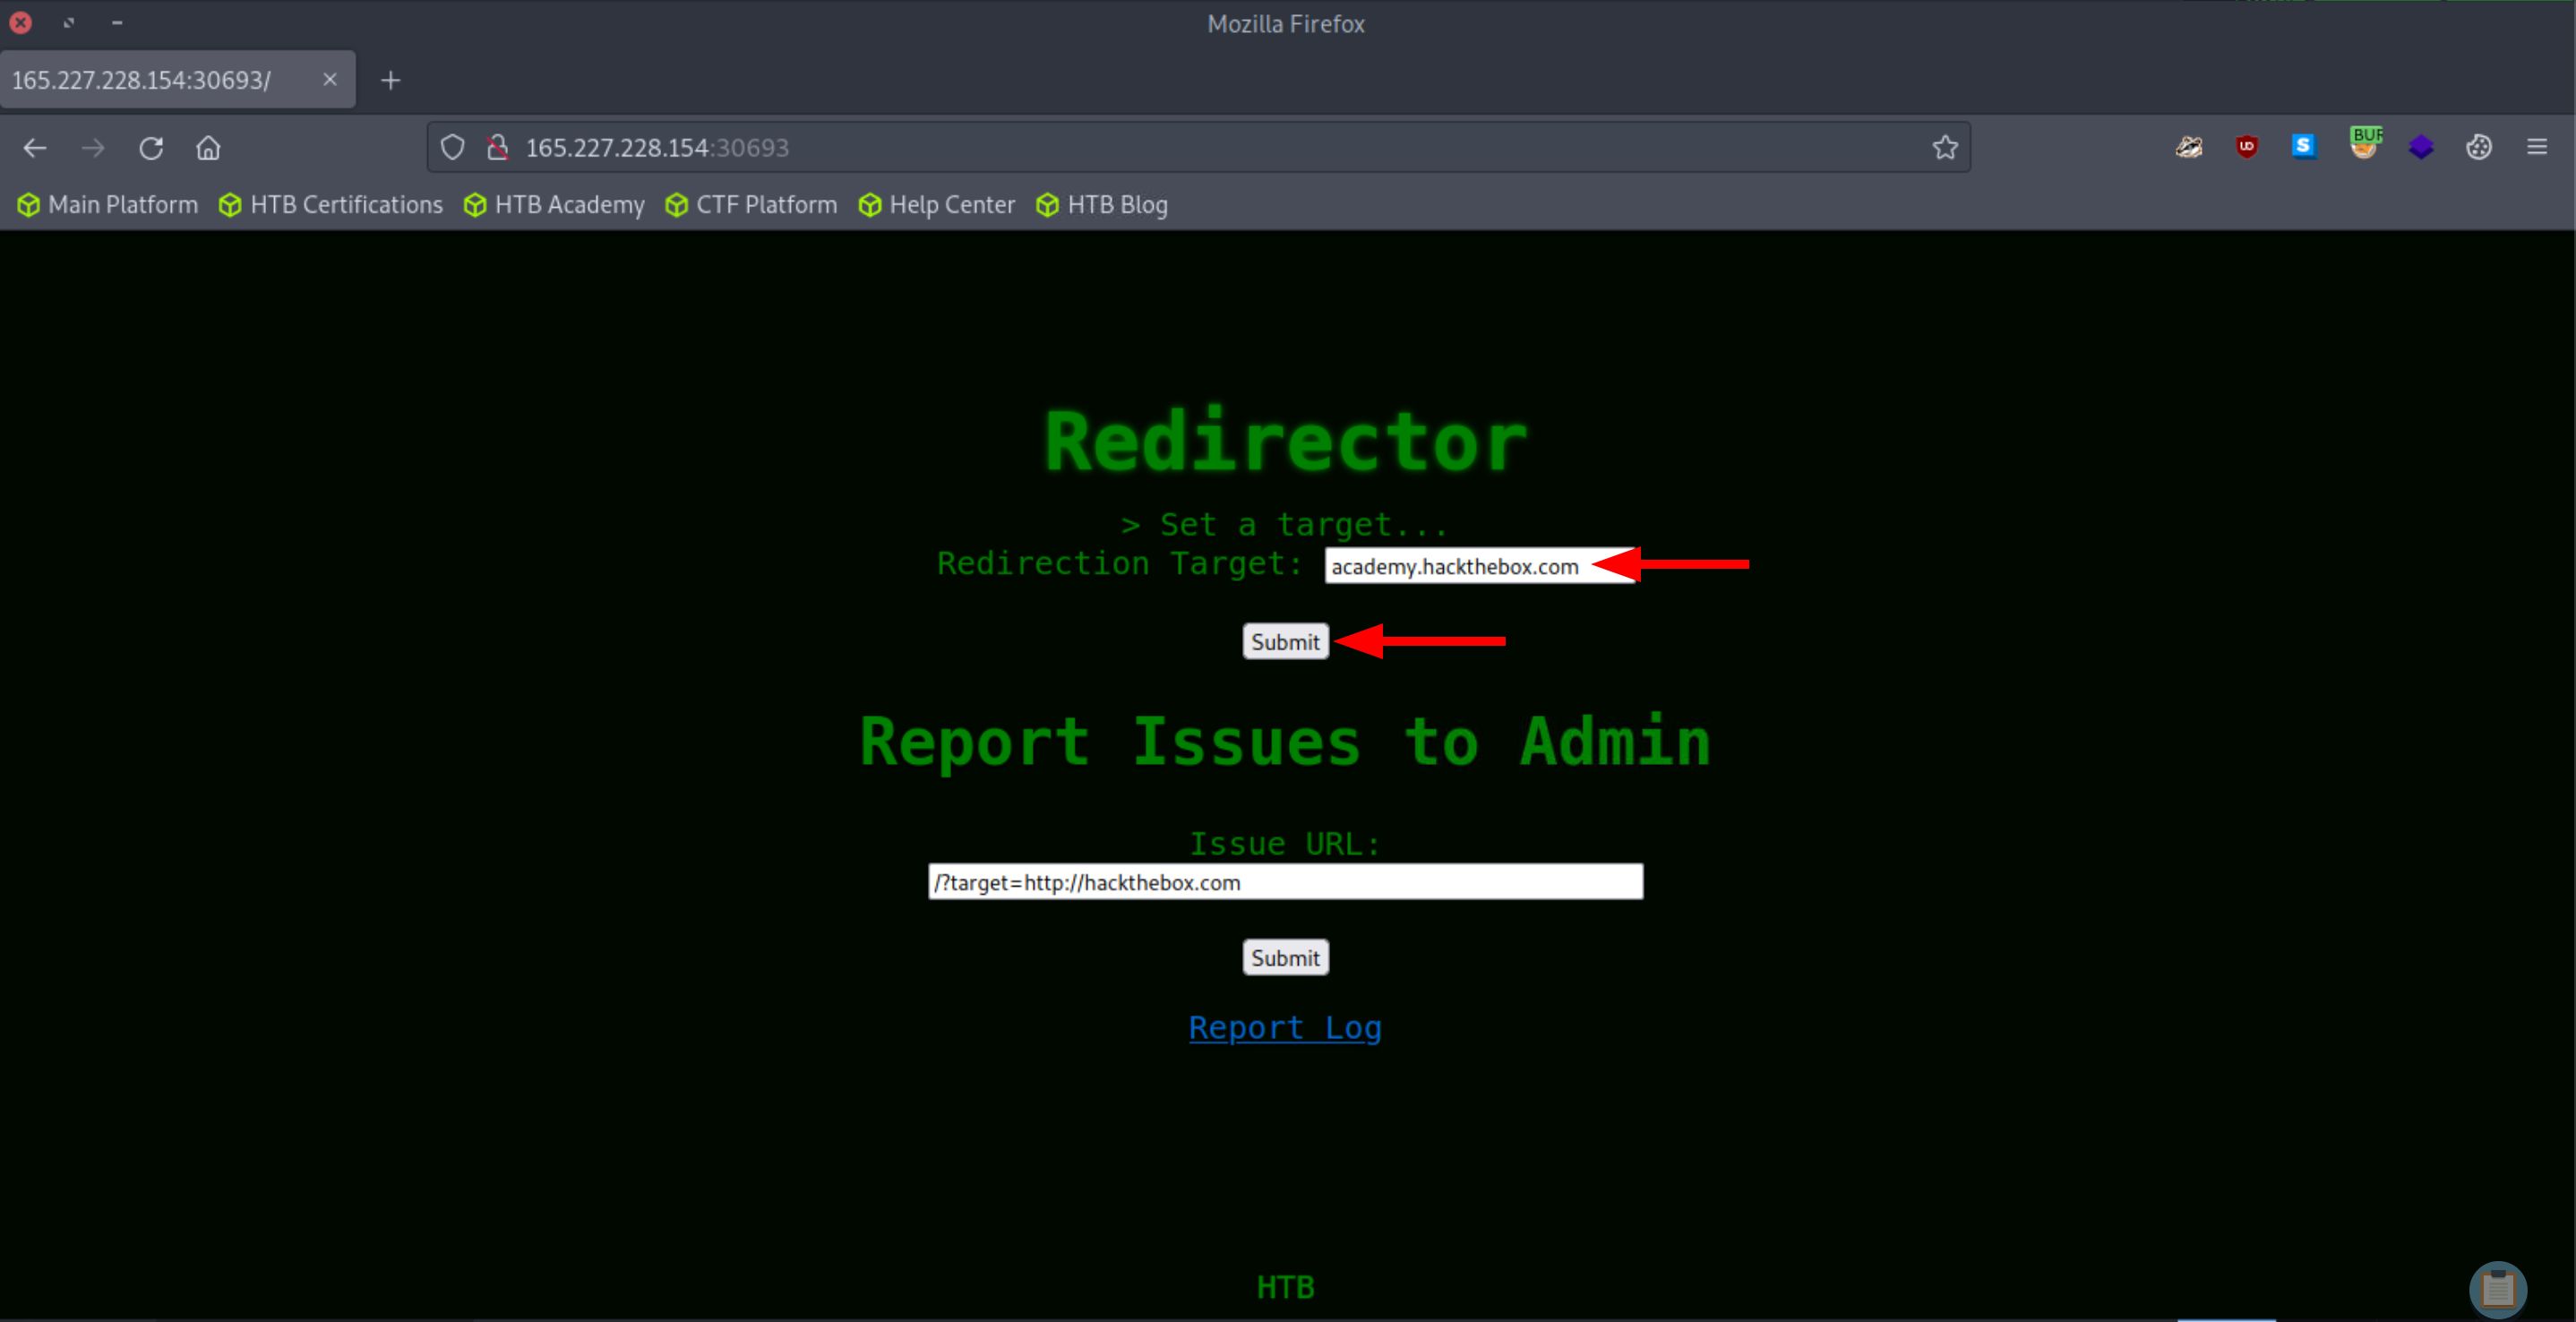 Mozilla Firefox
165.227.228.154:30693/
165.227.228.154:30693
BUR
Main Platform HTB Certifications HTB Academy CTF Platform Help Center HTB Blog
Redirector
> Set a target...
Redirection Target: academy.hackthebox.com
Submit
Report Issues to Admin
Issue URL:
/?target=http://hackthebox.com
Submit
Report Log
HTB